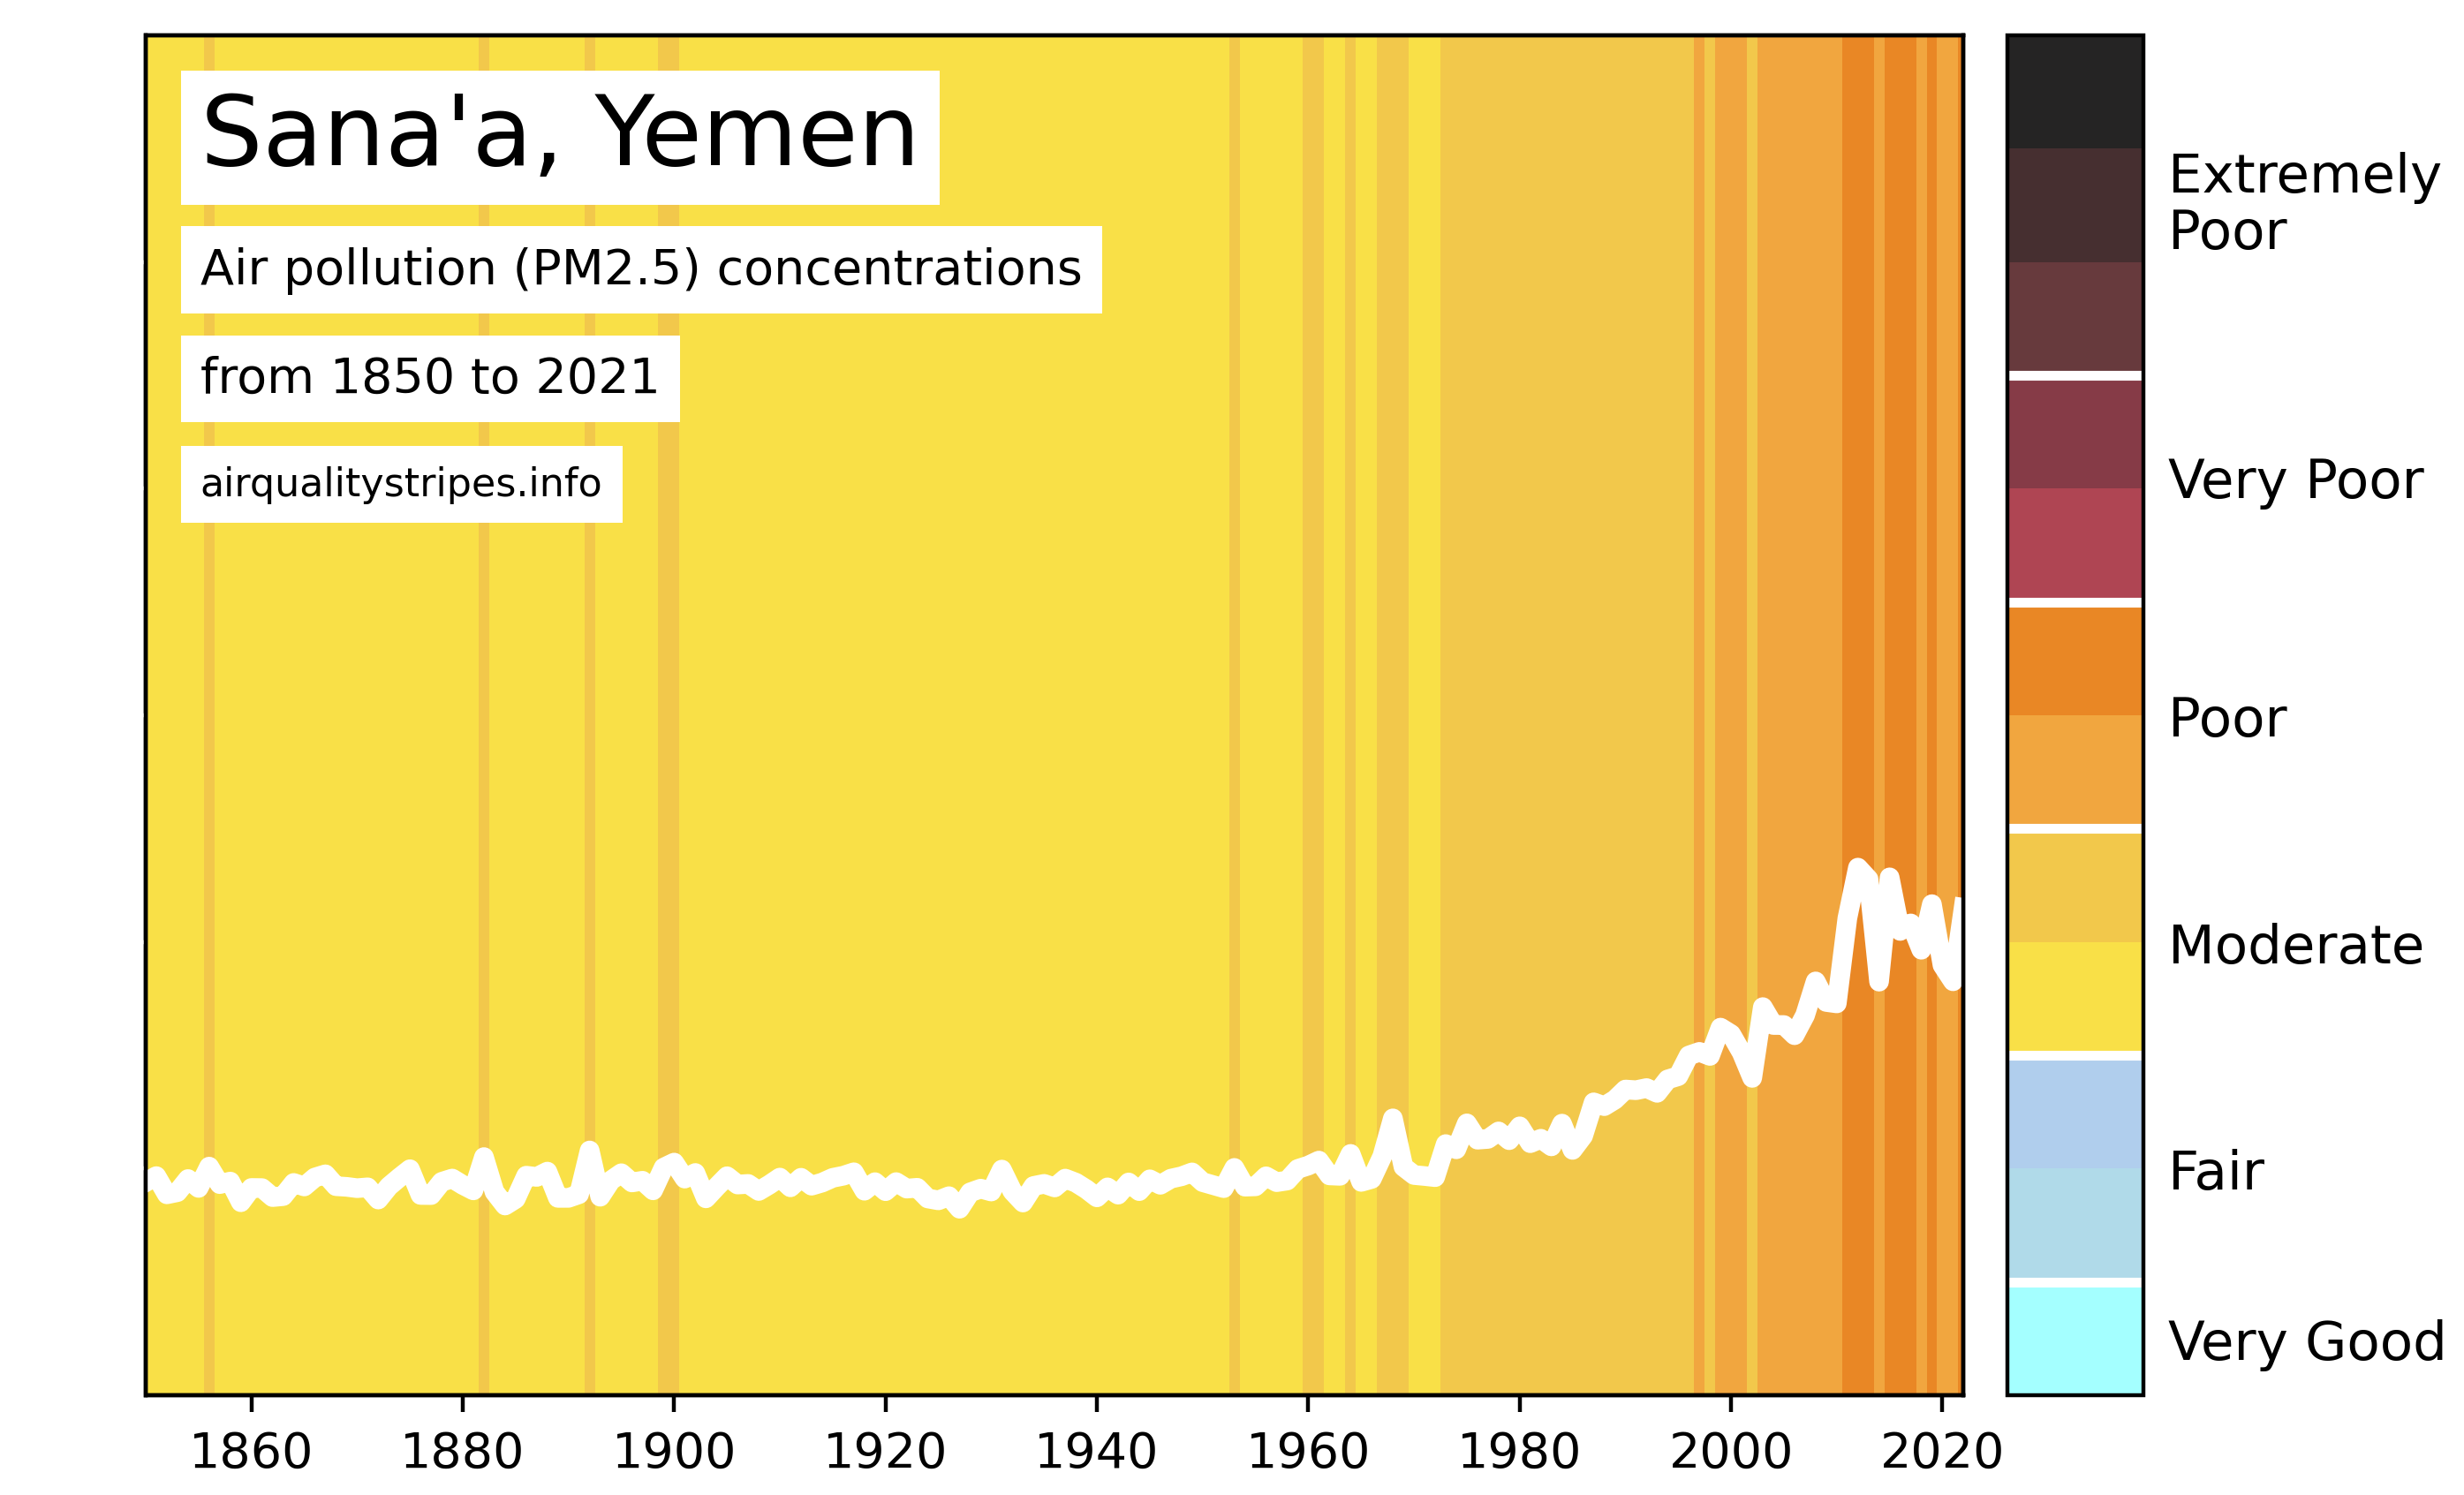 Sana'a, Yemen
Air pollution (PM2.5) concentrations
from 1850 to 2021
airqualitystripes.info
Extremely
Poor
Very Poor
Poor
Moderate
Fair
Very Good
1860 1880 1900 1920 1940 1960 1980 2000 2020